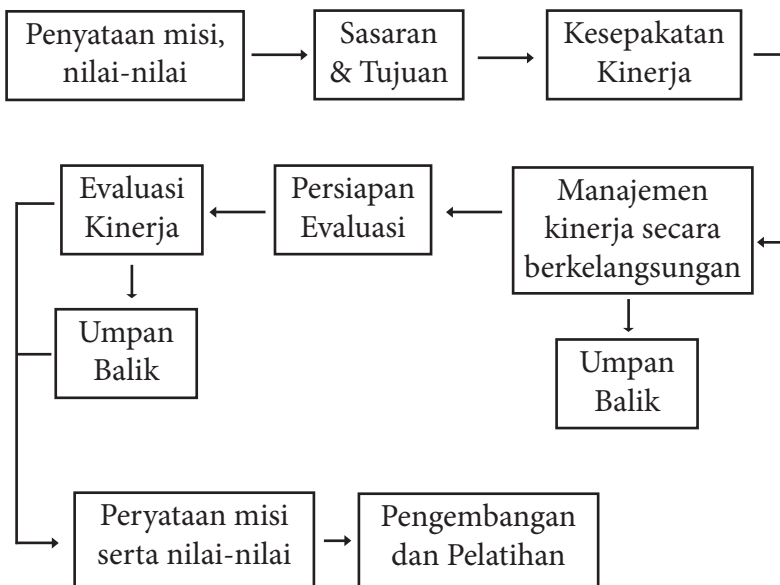 Penyataan misi,
nilai-nilai
Sasaran
& Tujuan
Kesepakatan
Kinerja
Evaluasi
Kinerja
Persiapan
Evaluasi
Manajemen
kinerja secara
berkelangsungan
Umpan
Balik
Umpan
Balik
Peryataan misi
serta nilai-nilai
Pengembangan
dan Pelatihan